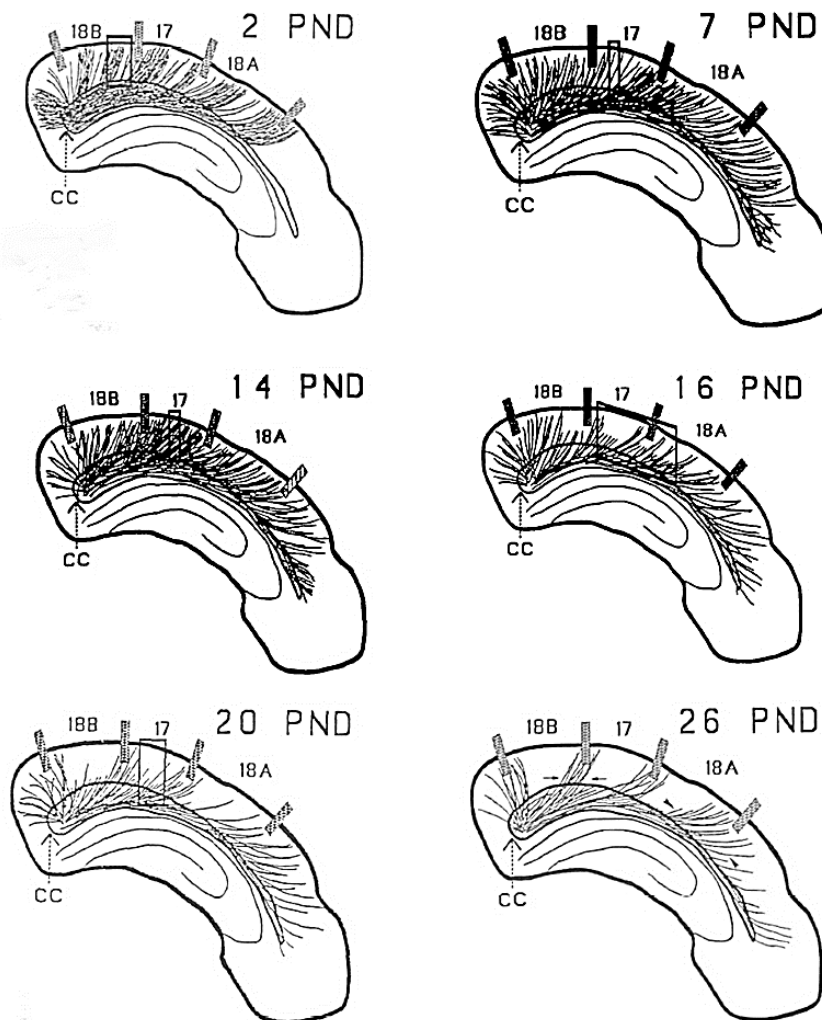 18B 17 2 PND
18A
CC
18B 17 7 PND
18A
CC
18B 17 14 PND
18A
CC
18B 17 16 PND
18A
CC
18B 17 20 PND
18A
CC
18B 17 26 PND
18A
CC